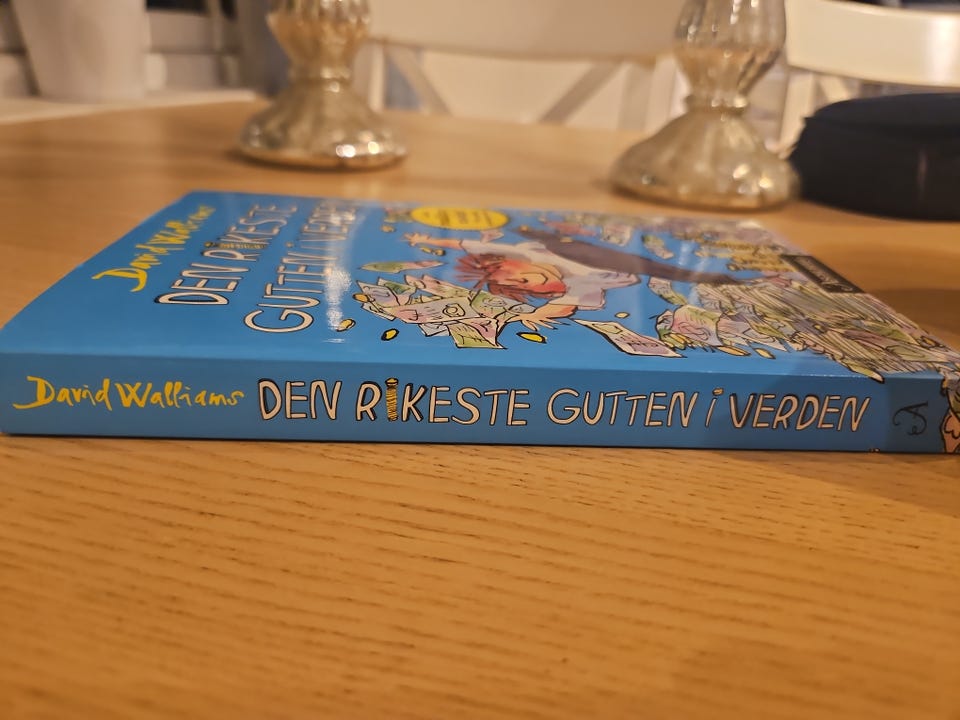 David Walliams
DEN RIKESTE
GUTTEN i VERDEN
David Walliams DEN RIKESTE GUTTEN i VERDEN